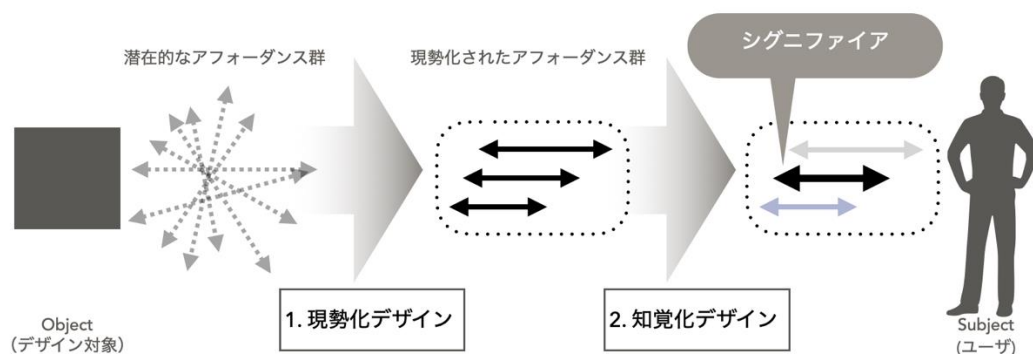 シグニファイア
潜在的なアフォーダンス群
現勢化されたアフォーダンス群
1. 現勢化デザイン
2. 知覚化デザイン
Object
（デザイン対象）
Subject
(ユーザ)